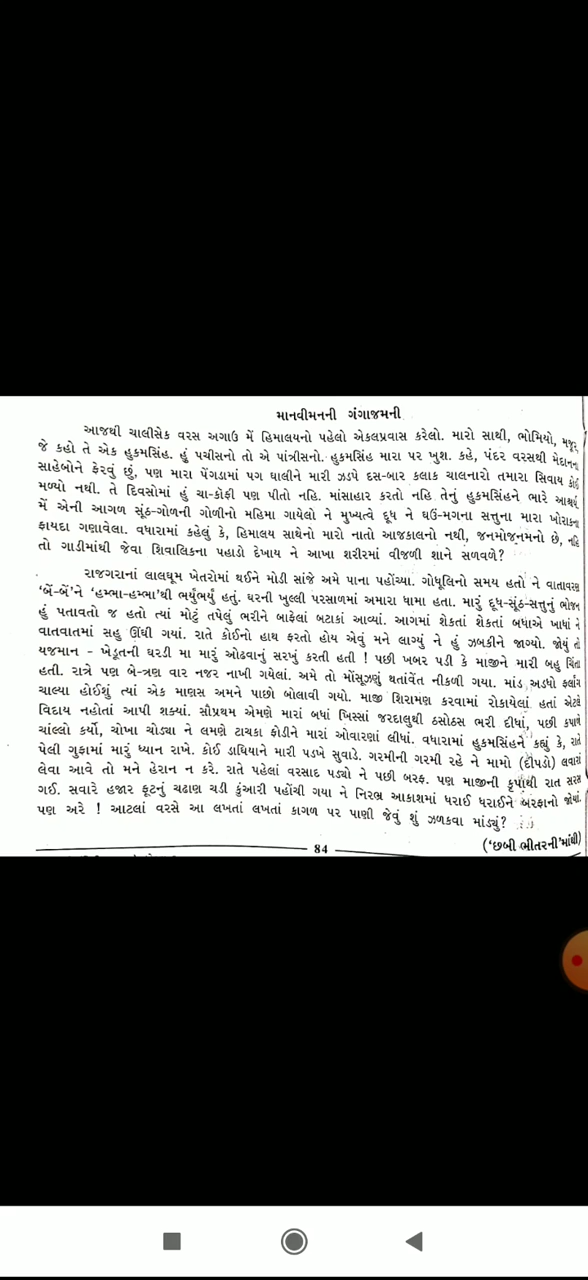 માનવીમનની ગંગાજમની
આજથી ચાલીસેક વરસ અગાઉ મેં હિમાલયનો પહેલો એકલપ્રવાસ કરેલો. મારો સાથી, ભોમિયો, મજૂર,
જે કહો તે એક હુકમસિંહ. હું પચીસનો તો એ પાંત્રીસનો. હુકમસિંહ મારા પર ખુશ. કહે, પંદર વરસથી મેદાનના
સાહેબોને ફેરવું છું, પણ મારા પેંગડામાં પગ ઘાલીને મારી ઝડપે દસ-બાર કલાક ચાલનારો તમારા સિવાય કોઈ
મળ્યો નથી. તે દિવસોમાં હું ચા-કૉફી પણ પીતો નહિ. માંસાહાર કરતો નહિ તેનું હુકમસિંહને ભારે આશ્ચર્ય
મેં એની આગળ સૂંઠ-ગોળની ગોળીનો મહિમા ગાયેલો ને મુખ્યત્વે દૂધ ને ઘઉં-મગના સત્તુના મારા ખોરાકના
ફાયદા ગણાવેલા. વધારામાં કહેલું કે, હિમાલય સાથેનો મારો નાતો આજકાલનો નથી, જનમોજનમનો છે, નહિ
તો ગાડીમાંથી જેવા શિવાલિકના પહાડો દેખાય ને આખા શરીરમાં વીજળી શાને સળવળે?
રાજગરાનાં લાલઘૂમ ખેતરોમાં થઈને મોડી સાંજે અમે પાના પહોંચ્યા. ગોધૂલિનો સમય હતો ને વાતાવરણ
'બેં-બેં'ને 'હમ્ભા-હમ્ભા'થી ભર્યુંભર્યું હતું. ઘરની ખુલ્લી પરસાળમાં અમારા ધામા હતા. મારું દૂધ-સૂંઠ-સત્તુનું ભોજન
હું પતાવતો જ હતો ત્યાં મોટું તપેલું ભરીને બાફેલાં બટાકાં આવ્યાં. આગમાં શેકતાં શેકતાં બધાએ ખાધાં ને
વાતવાતમાં સહુ ઊંઘી ગયાં. રાતે કોઈનો હાથ ફરતો હોય એવું મને લાગ્યું ને હું ઝબકીને જાગ્યો. જોયું તો
યજમાન - ખેડૂતની ઘરડી મા મારું ઓઢવાનું સરખું કરતી હતી ! પછી ખબર પડી કે માજીને મારી બહુ ચિંતા
હતી. રાત્રે પણ બે-ત્રણ વાર નજર નાખી ગયેલાં. અમે તો મોંસૂઝણું થતાંવેંત નીકળી ગયા. માંડ અડધો ફર્લાંગ
ચાલ્યા હોઈશું ત્યાં એક માણસ અમને પાછો બોલાવી ગયો. માજી શિરામણ કરવામાં રોકાયેલાં હતાં એટલે
વિદાય નહોતાં આપી શક્યાં. સૌપ્રથમ એમણે મારાં બધાં ખિસ્સાં જરદાલુથી ઠસોઠસ ભરી દીધાં, પછી કપાળે
ચાંલ્લો કર્યો, ચોખા ચોડ્યા ને લમણે ટાચકા ફોડીને મારાં ઓવારણાં લીધાં. વધારામાં હુકમસિંહને કહ્યું કે, રાતે
પેલી ગુફામાં મારું ધ્યાન રાખે. કોઈ ડાઘિયાને મારી પડખે સુવાડે. ગરમીની ગરમી રહે ને મામો (દીપડો) લવારાં
લેવા આવે તો મને હેરાન ન કરે. રાતે પહેલાં વરસાદ પડ્યો ને પછી બરફ. પણ માજીની કૃપાથી રાત સરસ
ગઈ. સવારે હજાર ફૂટનું ચઢાણ ચડી કુંઆરી પહોંચી ગયા ને નિરભ્ર આકાશમાં ધરાઈ ધરાઈને બરફાનો જોયાં.
પણ અરે ! આટલાં વરસે આ લખતાં લખતાં કાગળ પર પાણી જેવું શું ઝળકવા માંડ્યું?
('છબી ભીતરની'માંથી)
84